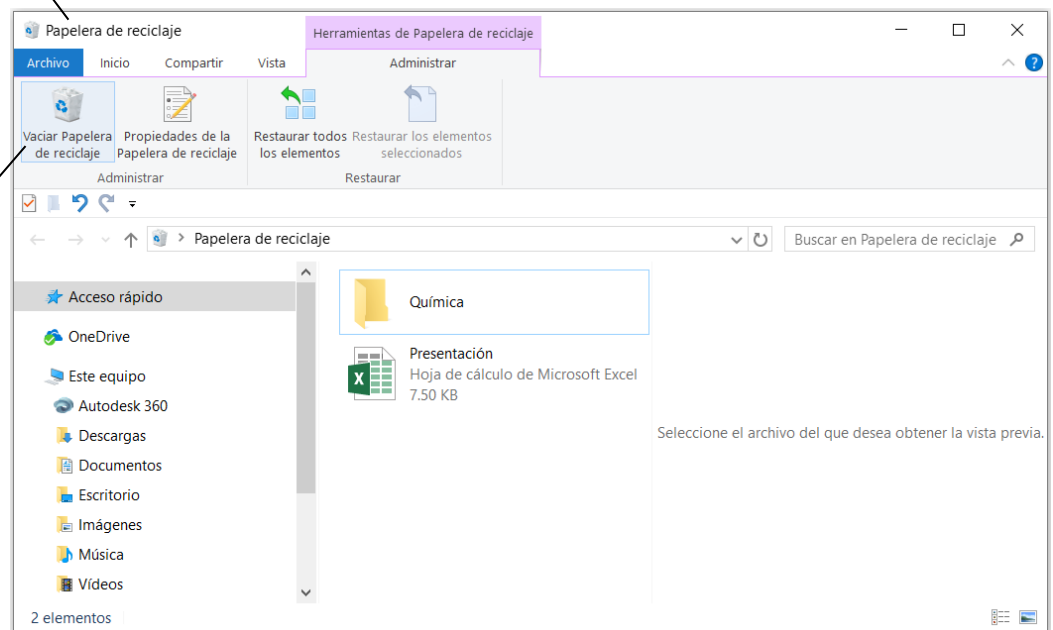 Papelera de reciclaje
Herramientas de Papelera de reciclaje
Archivo Inicio Compartir Vista Administrar
Vaciar Papelera de reciclaje
Propiedades de la Papelera de reciclaje
Restaurar todos los elementos
Restaurar los elementos seleccionados
Administrar
Restaurar
Papelera de reciclaje
Buscar en Papelera de reciclaje
Acceso rápido
OneDrive
Este equipo
Autodesk 360
Descargas
Documentos
Escritorio
Imágenes
Música
Vídeos
Química
Presentación
Hoja de cálculo de Microsoft Excel
7.50 KB
Seleccione el archivo del que desea obtener la vista previa.
2 elementos